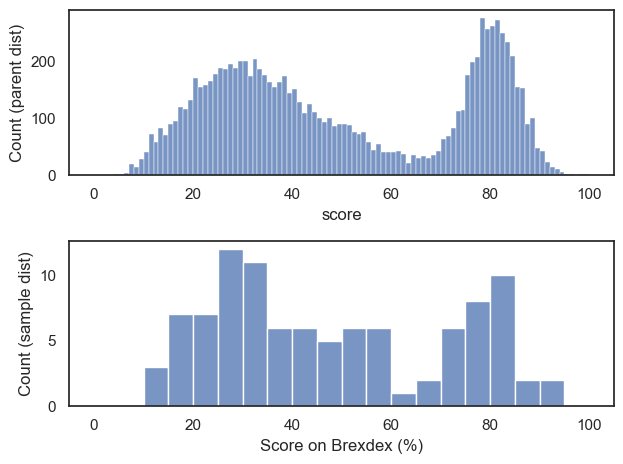 Count (parent dist)
200
100
0
0 20 40 60 80 100
score
Count (sample dist)
10
5
0
0 20 40 60 80 100
Score on Brexdex (%)